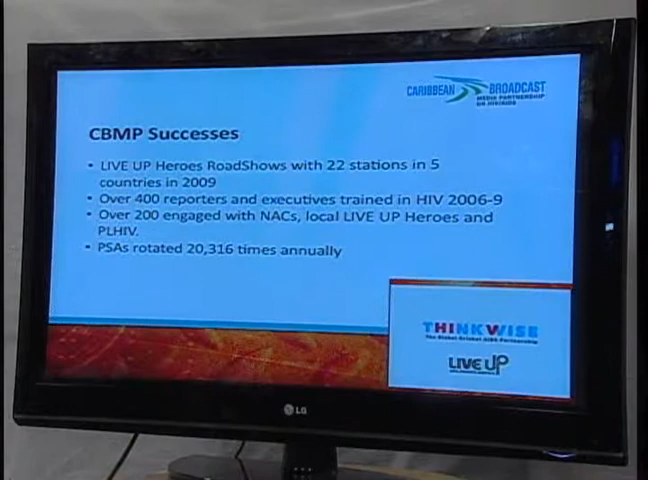 CARIBBEAN BROADCAST
MEDIA PARTNERSHIP
ON HIV/AIDS
CBMP Successes
• LIVE UP Heroes RoadShows with 22 stations in 5
countries in 2009
• Over 400 reporters and executives trained in HIV 2006-9
• Over 200 engaged with NACs, local LIVE UP Heroes and
PLHIV.
• PSAs rotated 20,316 times annually
THINKWISE
The Global Cricket AIDS Partnership
LIVE UP
LG